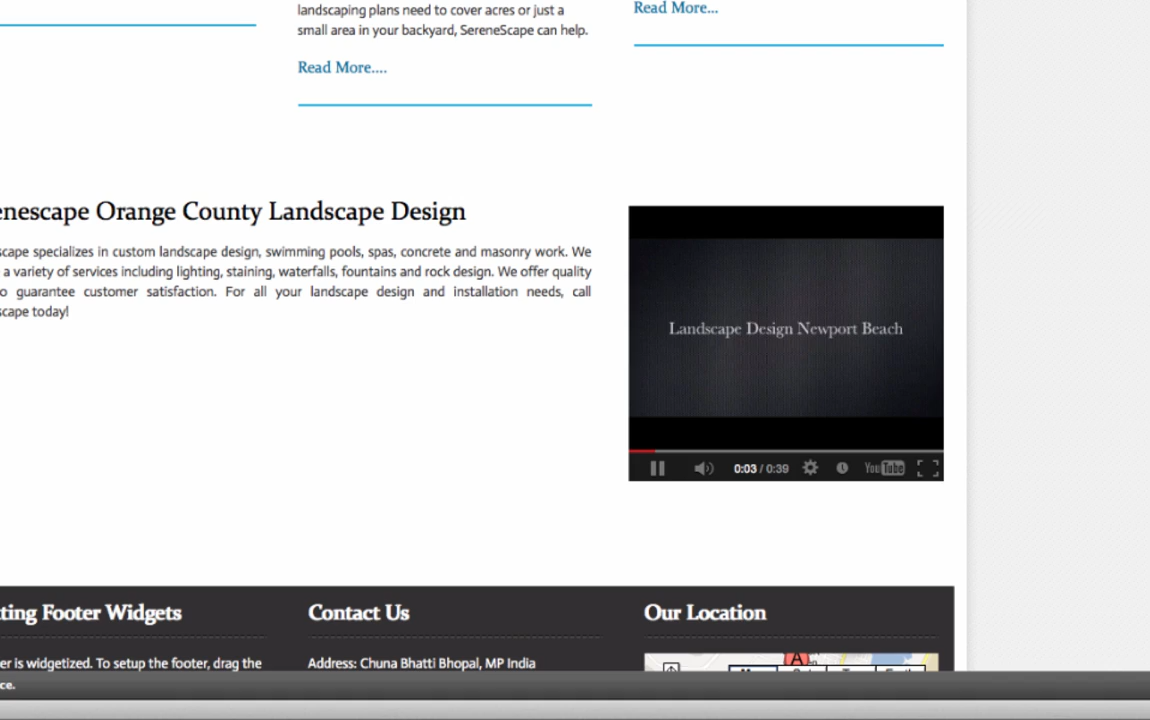 landscaping plans need to cover acres or just a
small area in your backyard, SereneScape can help.
Read More....
Read More...
enescape Orange County Landscape Design
scape specializes in custom landscape design, swimming pools, spas, concrete and masonry work. We
a variety of services including lighting, staining, waterfalls, fountains and rock design. We offer quality
o guarantee customer satisfaction. For all your landscape design and installation needs, call
scape today!
Landscape Design Newport Beach
0:03 / 0:39
YouTube
ting Footer Widgets
er is widgetized. To setup the footer, drag the
Contact Us
Address: Chuna Bhatti Bhopal, MP India
Our Location
A
ce.